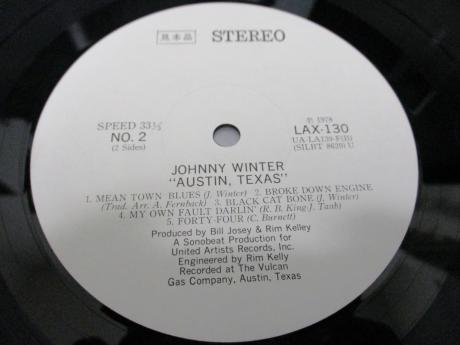 見本品 STEREO
SPEED 33⅓
NO. 2
(2 Sides)
℗ 1978
LAX-130
UA-LA139-F(B)
(SILBT 8620) U
JOHNNY WINTER
"AUSTIN, TEXAS"
1. MEAN TOWN BLUES (J. Winter) 2. BROKE DOWN ENGINE
(Trad. Arr. A. Fernback) 3. BLACK CAT BONE (J. Winter)
4. MY OWN FAULT DARLIN' (R. B. King-J. Taub)
5. FORTY-FOUR (C. Burnett)
Produced by Bill Josey & Rim Kelley
A Sonobeat Production for
United Artists Records, Inc.
Engineered by Rim Kelly
Recorded at The Vulcan
Gas Company, Austin, Texas